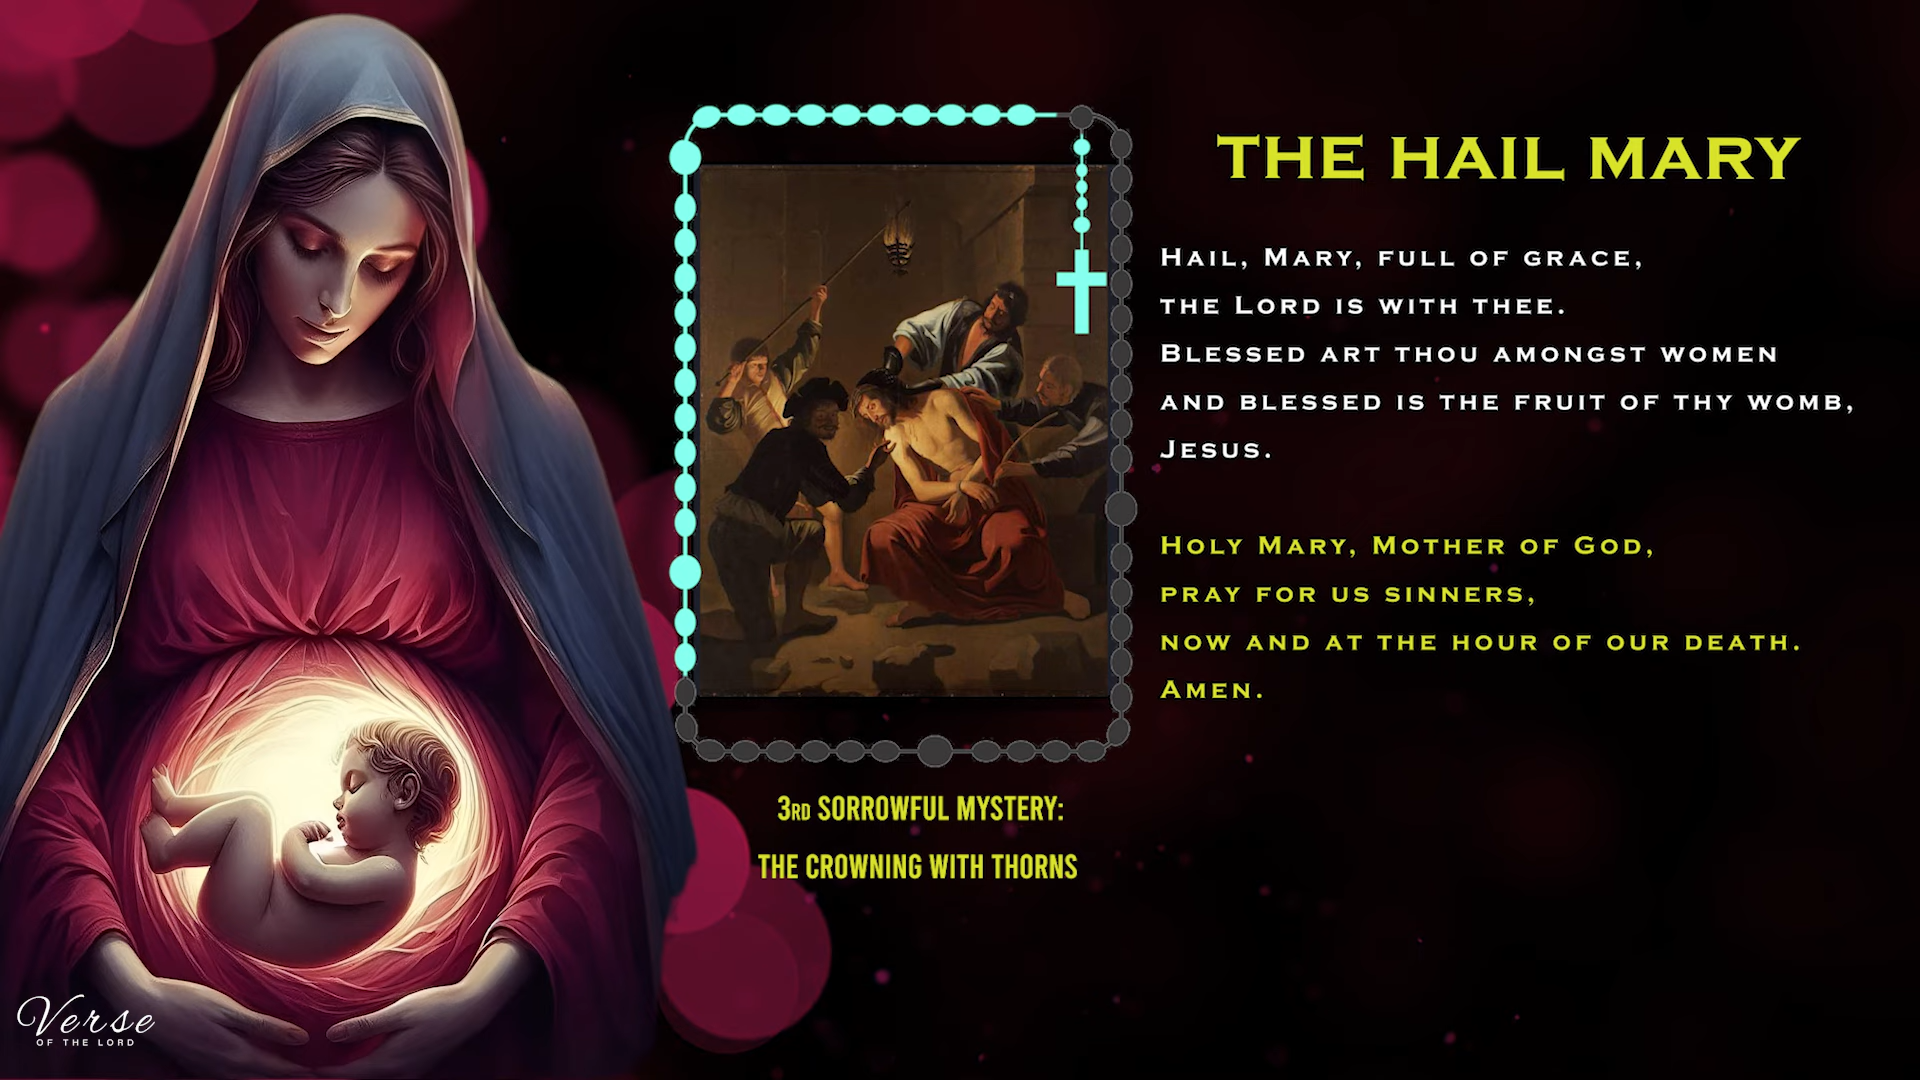 THE HAIL MARY
Hail, Mary, full of grace,
the Lord is with thee.
Blessed art thou amongst women
and blessed is the fruit of thy womb,
Jesus.
Holy Mary, Mother of God,
pray for us sinners,
now and at the hour of our death.
Amen.
3RD SORROWFUL MYSTERY:
THE CROWNING WITH THORNS
Verse
OF THE LORD